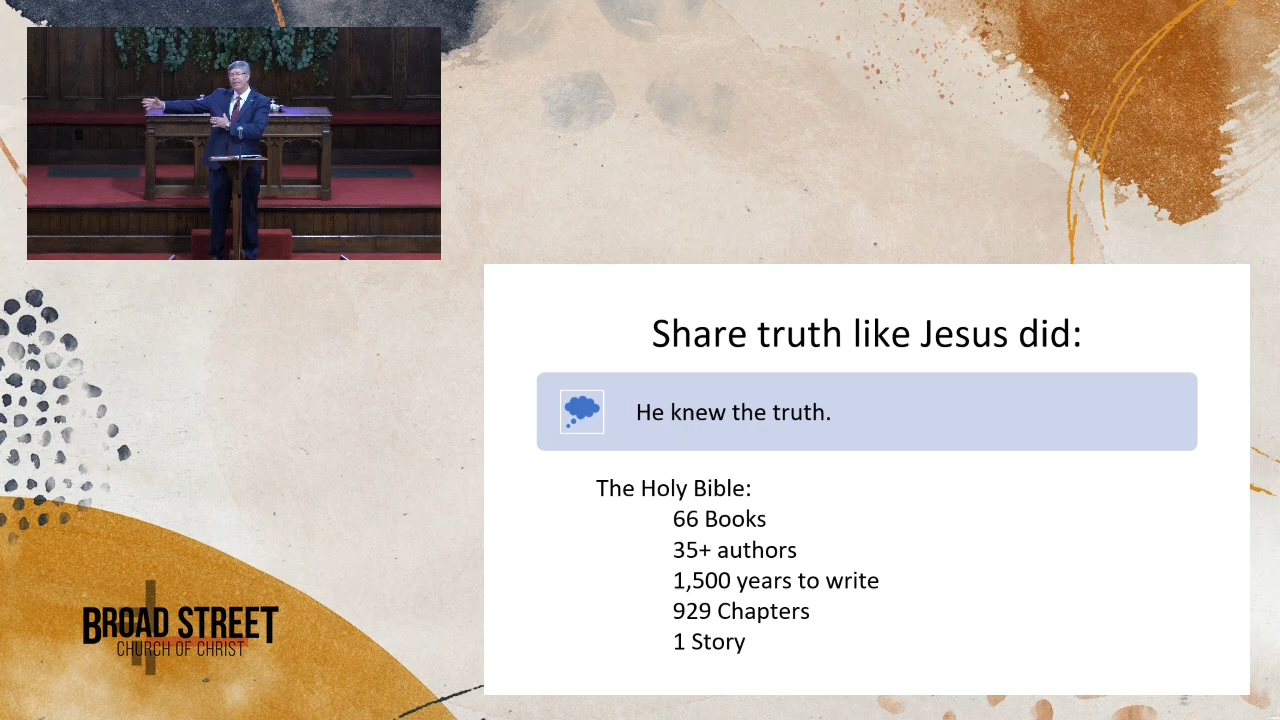 Share truth like Jesus did:
He knew the truth.
The Holy Bible:
66 Books
35+ authors
1,500 years to write
929 Chapters
1 Story
BROAD STREET
CHURCH OF CHRIST